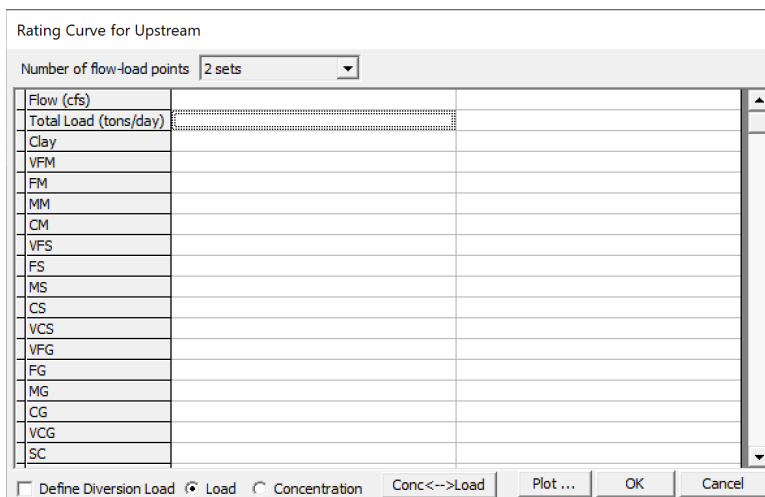 Rating Curve for Upstream
Number of flow-load points 2 sets
Flow (cfs)
Total Load (tons/day)
Clay
VFM
FM
MM
CM
VFS
FS
MS
CS
VCS
VFG
FG
MG
CG
VCG
SC
Define Diversion Load Load Concentration Conc<-->Load Plot ... OK Cancel